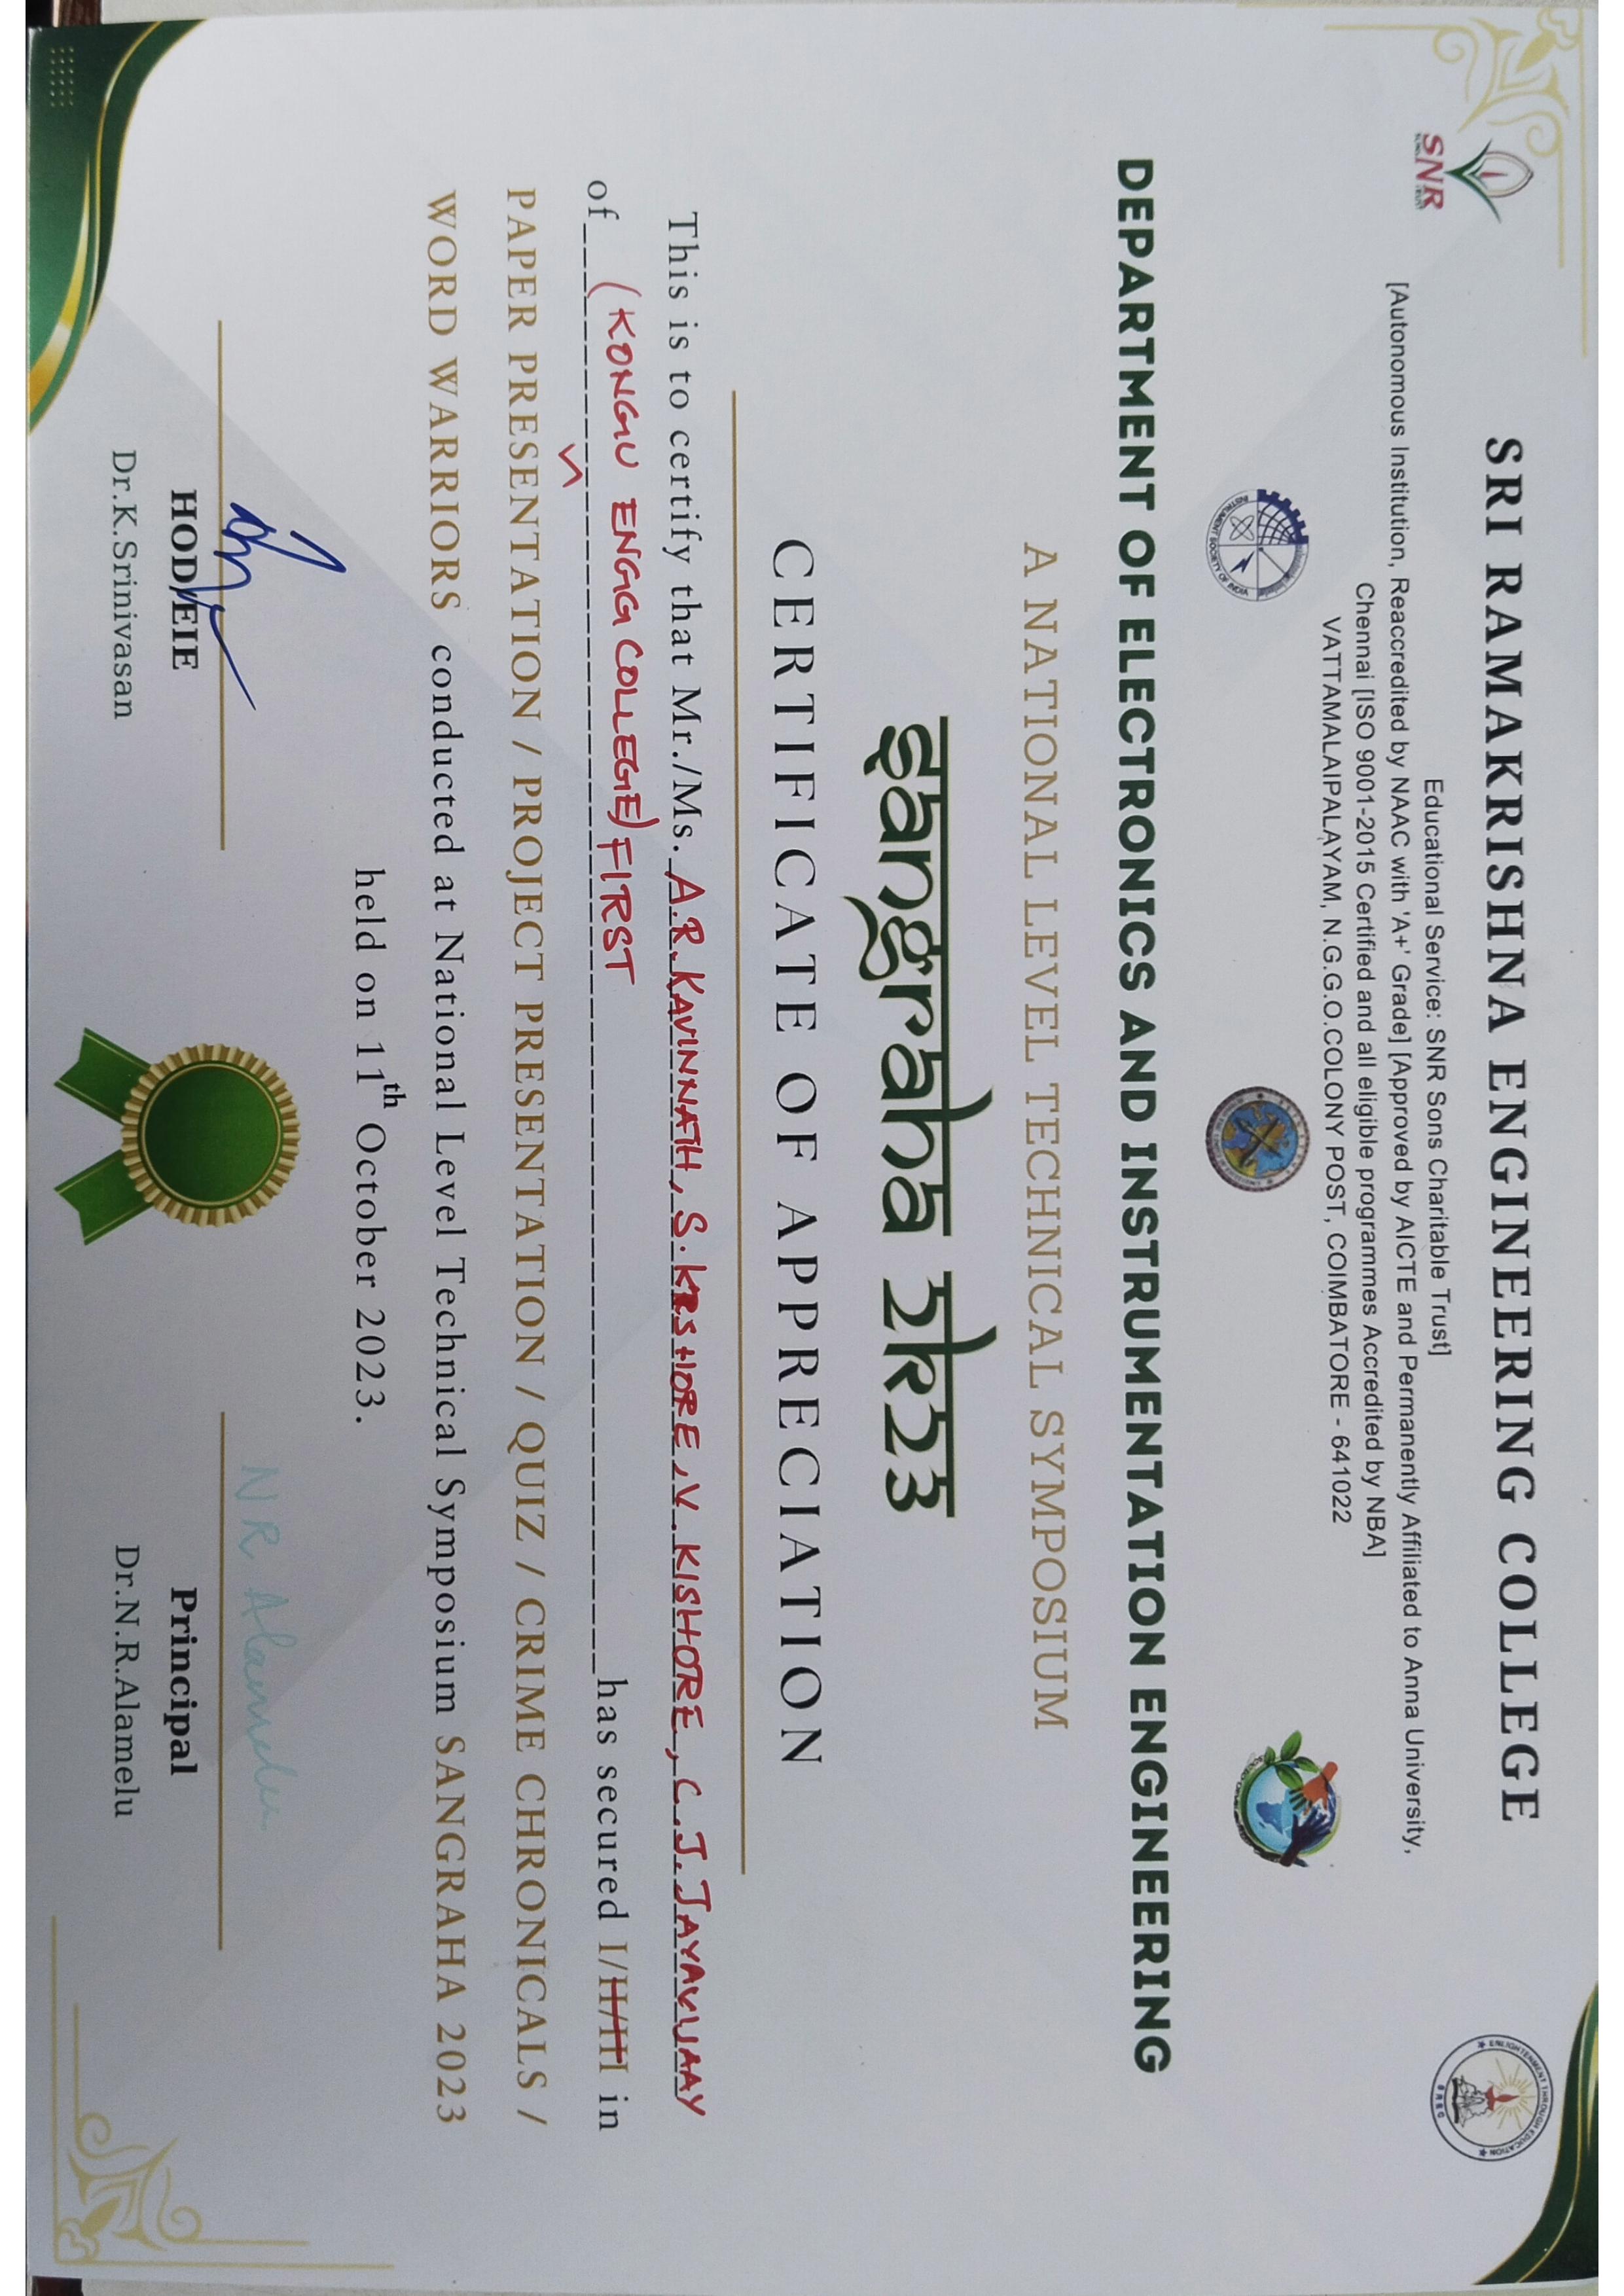 SRI RAMAKRISHNA ENGINEERING COLLEGE
SNR
ENLIGHTENMENT THROUGH EDUCATION
SREC
Educational Service: SNR Sons Charitable Trust]
[Autonomous Institution, Reaccredited by NAAC with 'A+' Grade] [Approved by AICTE and Permanently Affiliated to Anna University,
Chennai [ISO 9001-2015 Certified and all eligible programmes Accredited by NBA]
VATTAMALAIPALAYAM, N.G.G.O.COLONY POST, COIMBATORE - 641022
INSTRUMENT SOCIETY OF INDIA
DEPARTMENT OF ELECTRONICS AND INSTRUMENTATION ENGINEERING
A NATIONAL LEVEL TECHNICAL SYMPOSIUM
sangraha 2k23
CERTIFICATE OF APPRECIATION
This is to certify that Mr./Ms. A.R.KAVINNATH, S.KISHORE, V.KISHORE, C.J.JAYAVIJAAY
of (KONGU ENGG COLLEGE) FIRST has secured I/II/III in
PAPER PRESENTATION / PROJECT PRESENTATION / QUIZ / CRIME CHRONICALS /
WORD WARRIORS conducted at National Level Technical Symposium SANGRAHA 2023
held on 11th October 2023.
NR Alamelu
HOD/EIE Principal
Dr.K.Srinivasan Dr.N.R.Alamelu